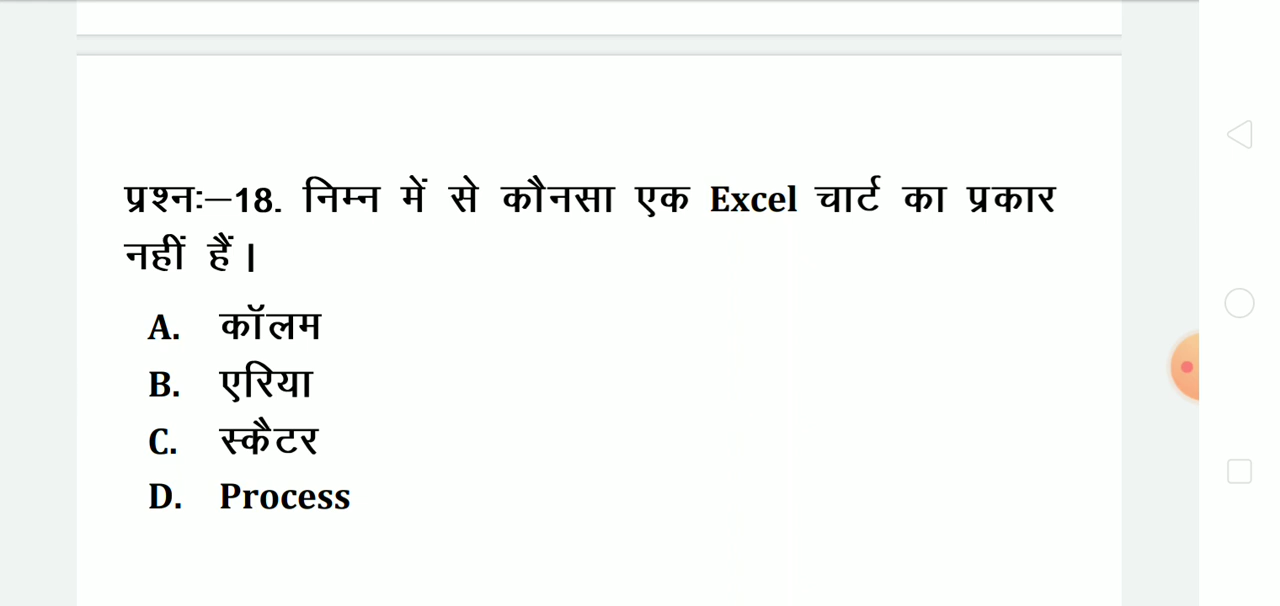 प्रश्नः–18. निम्न में से कौनसा एक Excel चार्ट का प्रकार
नहीं हैं।
A. कॉलम
B. एरिया
C. स्कैटर
D. Process